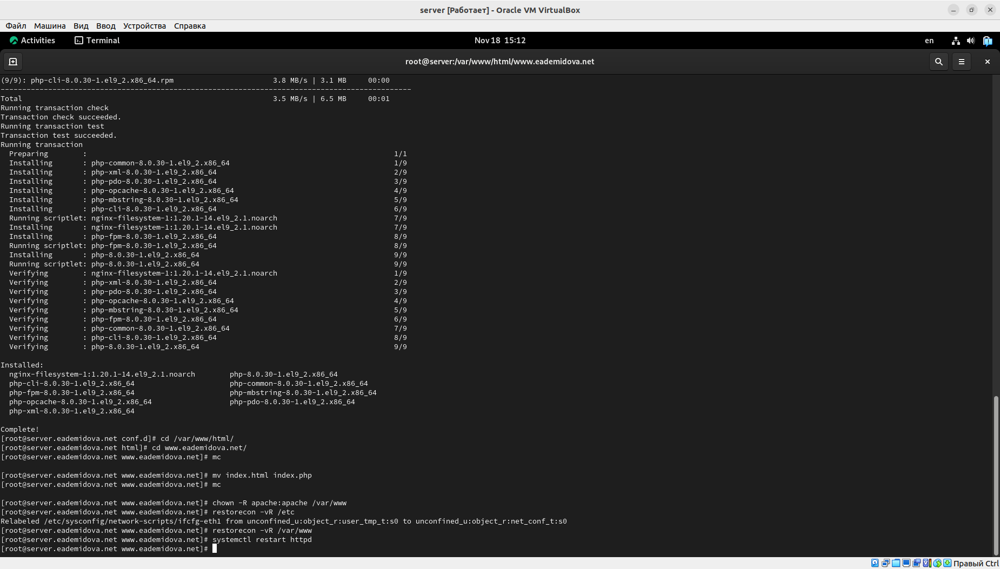 server [Работает] - Oracle VM VirtualBox
Файл Машина Вид Ввод Устройства Справка
Activities Terminal Nov 18 15:12 en
root@server:/var/www/html/www.eademidova.net
(9/9): php-cli-8.0.30-1.el9_2.x86_64.rpm 3.8 MB/s | 3.1 MB 00:00
-----------------------------------------------------------------------------------------------
Total 3.5 MB/s | 6.5 MB 00:01
Running transaction check
Transaction check succeeded.
Running transaction test
Transaction test succeeded.
Running transaction
Preparing : 1/1
Installing : php-common-8.0.30-1.el9_2.x86_64 1/9
Installing : php-xml-8.0.30-1.el9_2.x86_64 2/9
Installing : php-pdo-8.0.30-1.el9_2.x86_64 3/9
Installing : php-opcache-8.0.30-1.el9_2.x86_64 4/9
Installing : php-mbstring-8.0.30-1.el9_2.x86_64 5/9
Installing : php-cli-8.0.30-1.el9_2.x86_64 6/9
Running scriptlet: nginx-filesystem-1:1.20.1-14.el9_2.1.noarch 7/9
Installing : nginx-filesystem-1:1.20.1-14.el9_2.1.noarch 7/9
Installing : php-fpm-8.0.30-1.el9_2.x86_64 8/9
Running scriptlet: php-fpm-8.0.30-1.el9_2.x86_64 8/9
Installing : php-8.0.30-1.el9_2.x86_64 9/9
Running scriptlet: php-8.0.30-1.el9_2.x86_64 9/9
Verifying : nginx-filesystem-1:1.20.1-14.el9_2.1.noarch 1/9
Verifying : php-xml-8.0.30-1.el9_2.x86_64 2/9
Verifying : php-pdo-8.0.30-1.el9_2.x86_64 3/9
Verifying : php-opcache-8.0.30-1.el9_2.x86_64 4/9
Verifying : php-mbstring-8.0.30-1.el9_2.x86_64 5/9
Verifying : php-fpm-8.0.30-1.el9_2.x86_64 6/9
Verifying : php-common-8.0.30-1.el9_2.x86_64 7/9
Verifying : php-cli-8.0.30-1.el9_2.x86_64 8/9
Verifying : php-8.0.30-1.el9_2.x86_64 9/9
Installed:
nginx-filesystem-1:1.20.1-14.el9_2.1.noarch php-8.0.30-1.el9_2.x86_64
php-cli-8.0.30-1.el9_2.x86_64 php-common-8.0.30-1.el9_2.x86_64
php-fpm-8.0.30-1.el9_2.x86_64 php-mbstring-8.0.30-1.el9_2.x86_64
php-opcache-8.0.30-1.el9_2.x86_64 php-pdo-8.0.30-1.el9_2.x86_64
php-xml-8.0.30-1.el9_2.x86_64
Complete!
[root@server.eademidova.net conf.d]# cd /var/www/html/
[root@server.eademidova.net html]# cd www.eademidova.net/
[root@server.eademidova.net www.eademidova.net]# mc
[root@server.eademidova.net www.eademidova.net]# mv index.html index.php
[root@server.eademidova.net www.eademidova.net]# mc
[root@server.eademidova.net www.eademidova.net]# chown -R apache:apache /var/www
[root@server.eademidova.net www.eademidova.net]# restorecon -vR /etc
Relabeled /etc/sysconfig/network-scripts/ifcfg-eth1 from unconfined_u:object_r:user_tmp_t:s0 to unconfined_u:object_r:net_conf_t:s0
[root@server.eademidova.net www.eademidova.net]# restorecon -vR /var/www
[root@server.eademidova.net www.eademidova.net]# systemctl restart httpd
[root@server.eademidova.net www.eademidova.net]#
Правый Ctrl